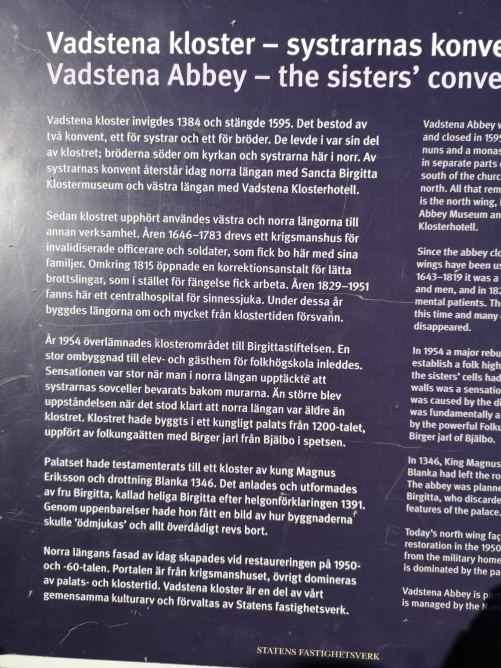 Vadstena kloster – systrarnas konve
Vadstena Abbey – the sisters' conve
Vadstena kloster invigdes 1384 och stängde 1595. Det bestod av
två konvent, ett för systrar och ett för bröder. De levde i var sin del
av klostret; bröderna söder om kyrkan och systrarna här i norr. Av
systrarnas konvent återstår idag norra längan med Sancta Birgitta
Klostermuseum och västra längan med Vadstena Klosterhotell.
Sedan klostret upphört användes västra och norra längorna till
annan verksamhet. Åren 1646–1783 drevs ett krigsmanshus för
invalidiserade officerare och soldater, som fick bo här med sina
familjer. Omkring 1815 öppnade en korrektionsanstalt för lätta
brottslingar, som i stället för fängelse fick arbeta. Åren 1829–1951
fanns här ett centralhospital för sinnessjuka. Under dessa år
byggdes längorna om och mycket från klostertiden försvann.
År 1954 överlämnades klosterområdet till Birgittastiftelsen. En
stor ombyggnad till elev- och gästhem för folkhögskola inleddes.
Sensationen var stor när man i norra längan upptäckte att
systrarnas sovceller bevarats bakom murarna. Än större blev
uppståndelsen när det stod klart att norra längan var äldre än
klostret. Klostret hade byggts i ett kungligt palats från 1200-talet,
uppfört av folkungaätten med Birger jarl från Bjälbo i spetsen.
Palatset hade testamenterats till ett kloster av kung Magnus
Eriksson och drottning Blanka 1346. Det anlades och utformades
av fru Birgitta, kallad heliga Birgitta efter helgonförklaringen 1391.
Genom uppenbarelser hade hon fått en bild av hur byggnaderna
skulle 'ödmjukas' och allt överdådigt revs bort.
Norra längans fasad av idag skapades vid restaureringen på 1950-
och -60-talen. Portalen är från krigsmanshuset, övrigt domineras
av palats- och klostertid. Vadstena kloster är en del av vårt
gemensamma kulturarv och förvaltas av Statens fastighetsverk.
Vadstena Abbey w
and closed in 1595
nuns and a monas
in separate parts
south of the churc
north. All that rem
is the north wing,
Abbey Museum an
Klosterhotell.
Since the abbey clo
wings have been us
1643–1819 it was a
and men, and in 182
mental patients. Th
this time and many
disappeared.
In 1954 a major rebu
establish a folk high
the sisters' cells had
walls was a sensatio
was caused by the di
was fundamentally a
by the powerful Folku
Birger jarl of Bjälbo.
In 1346, King Magnus
Blanka had left the ro
The abbey was planne
Birgitta, who discarde
features of the palace.
Today's north wing faç
restoration in the 1950
from the military home
is dominated by the pa
Vadstena Abbey is par
is managed by the Nati
STATENS FASTIGHETSVERK